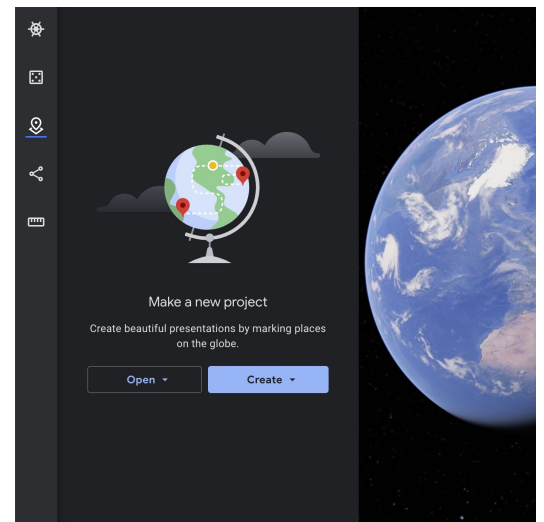 Make a new project
Create beautiful presentations by marking places
on the globe.
Open
Create